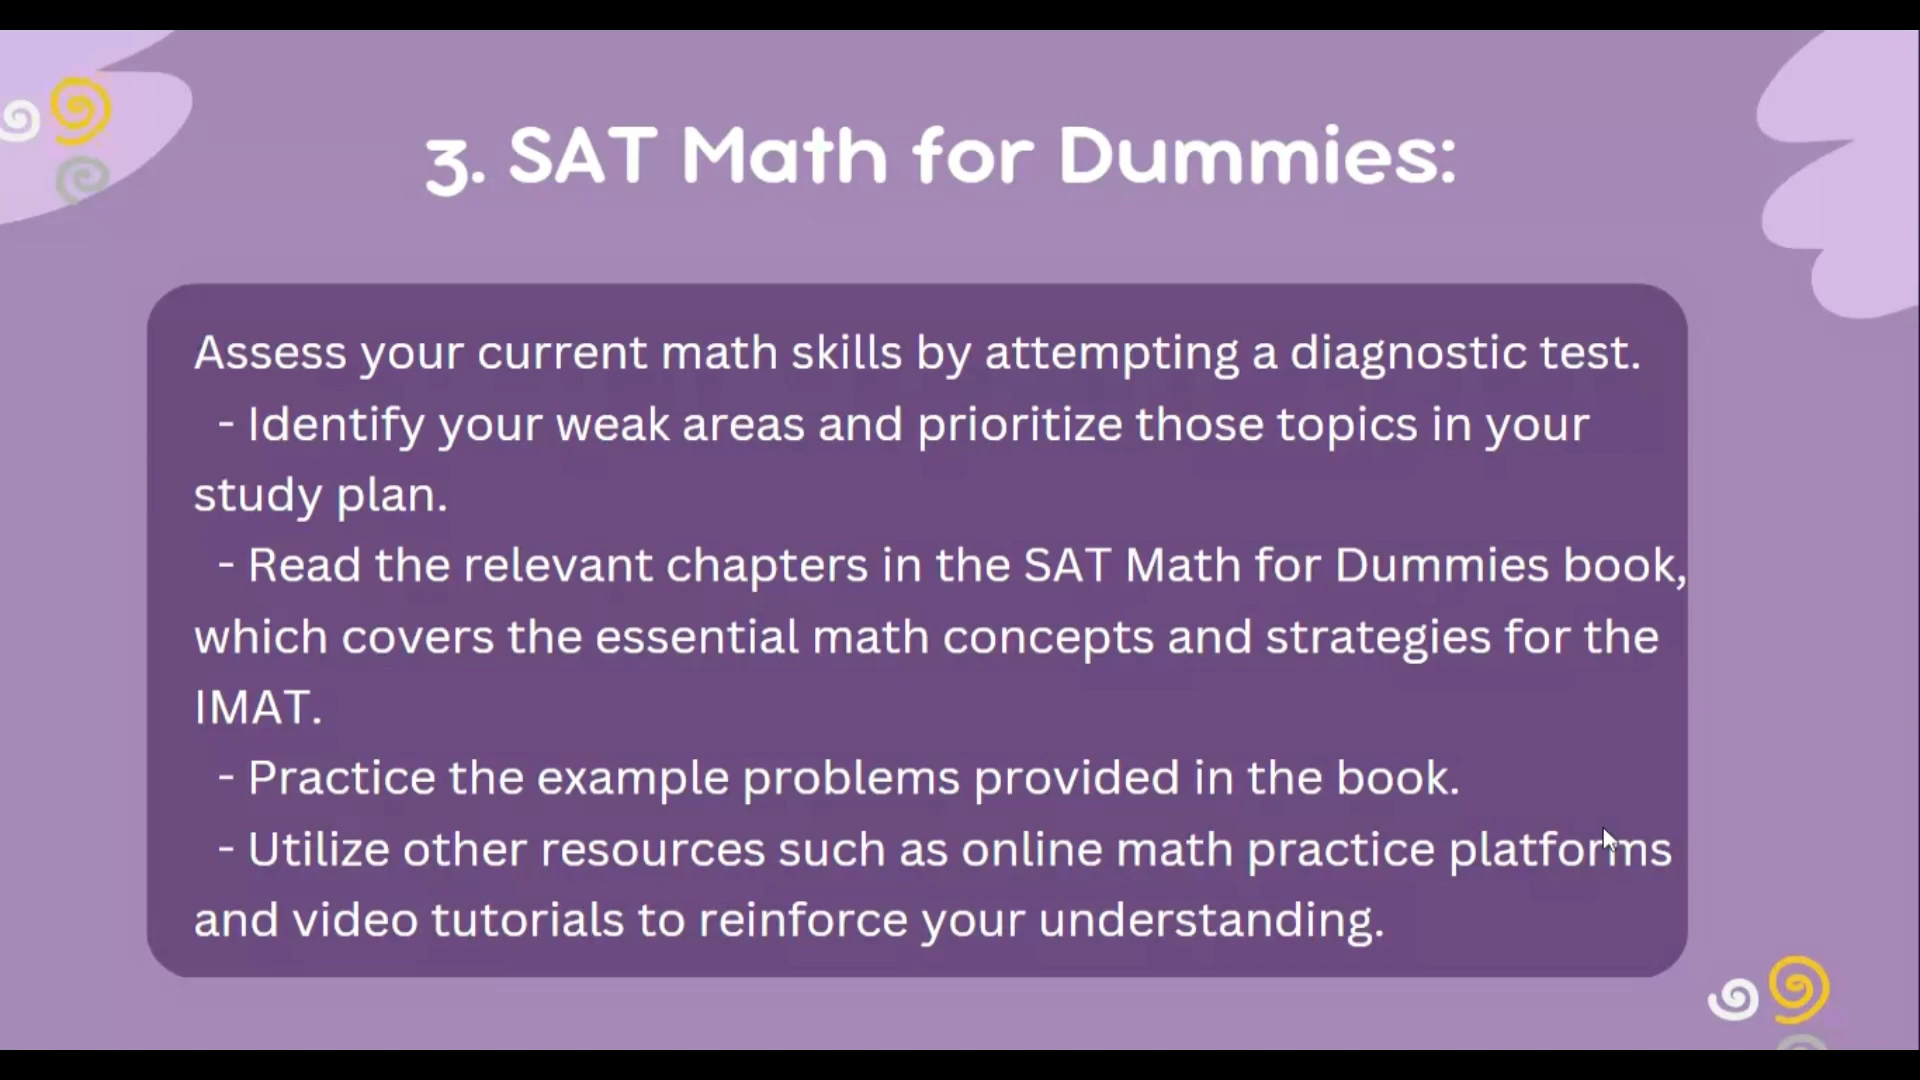 3. SAT Math for Dummies:
Assess your current math skills by attempting a diagnostic test.
- Identify your weak areas and prioritize those topics in your
study plan.
- Read the relevant chapters in the SAT Math for Dummies book,
which covers the essential math concepts and strategies for the
IMAT.
- Practice the example problems provided in the book.
- Utilize other resources such as online math practice platforms
and video tutorials to reinforce your understanding.